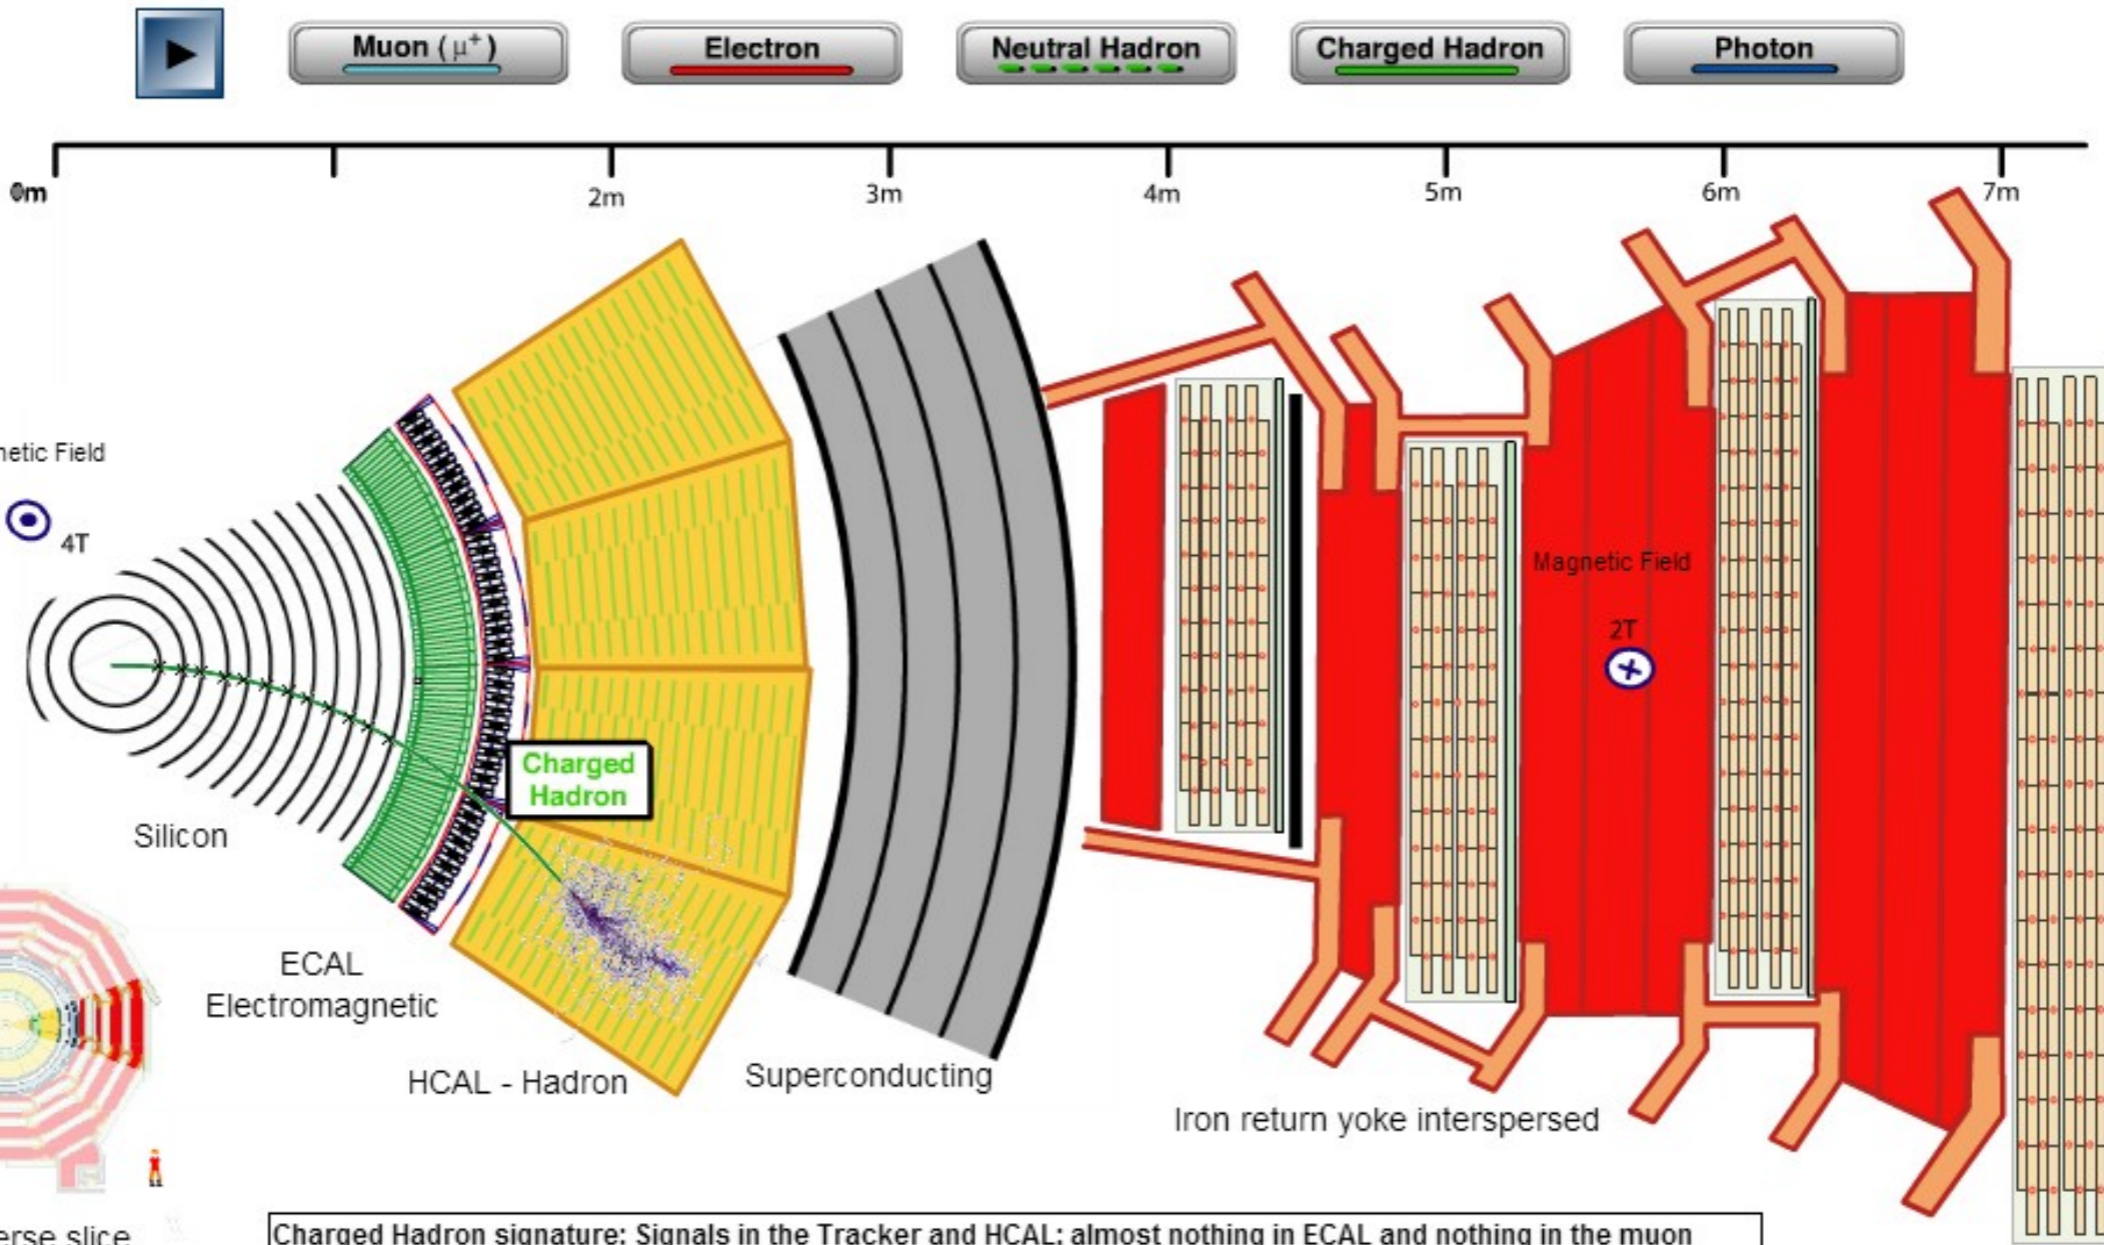 Muon (μ⁺)
Electron
Neutral Hadron
Charged Hadron
Photon
0m
2m
3m
4m
5m
6m
7m
netic Field
4T
Magnetic Field
2T
Charged
Hadron
Silicon
ECAL
Electromagnetic
HCAL - Hadron
Superconducting
Iron return yoke interspersed
erse slice
Charged Hadron signature: Signals in the Tracker and HCAL; almost nothing in ECAL and nothing in the muon